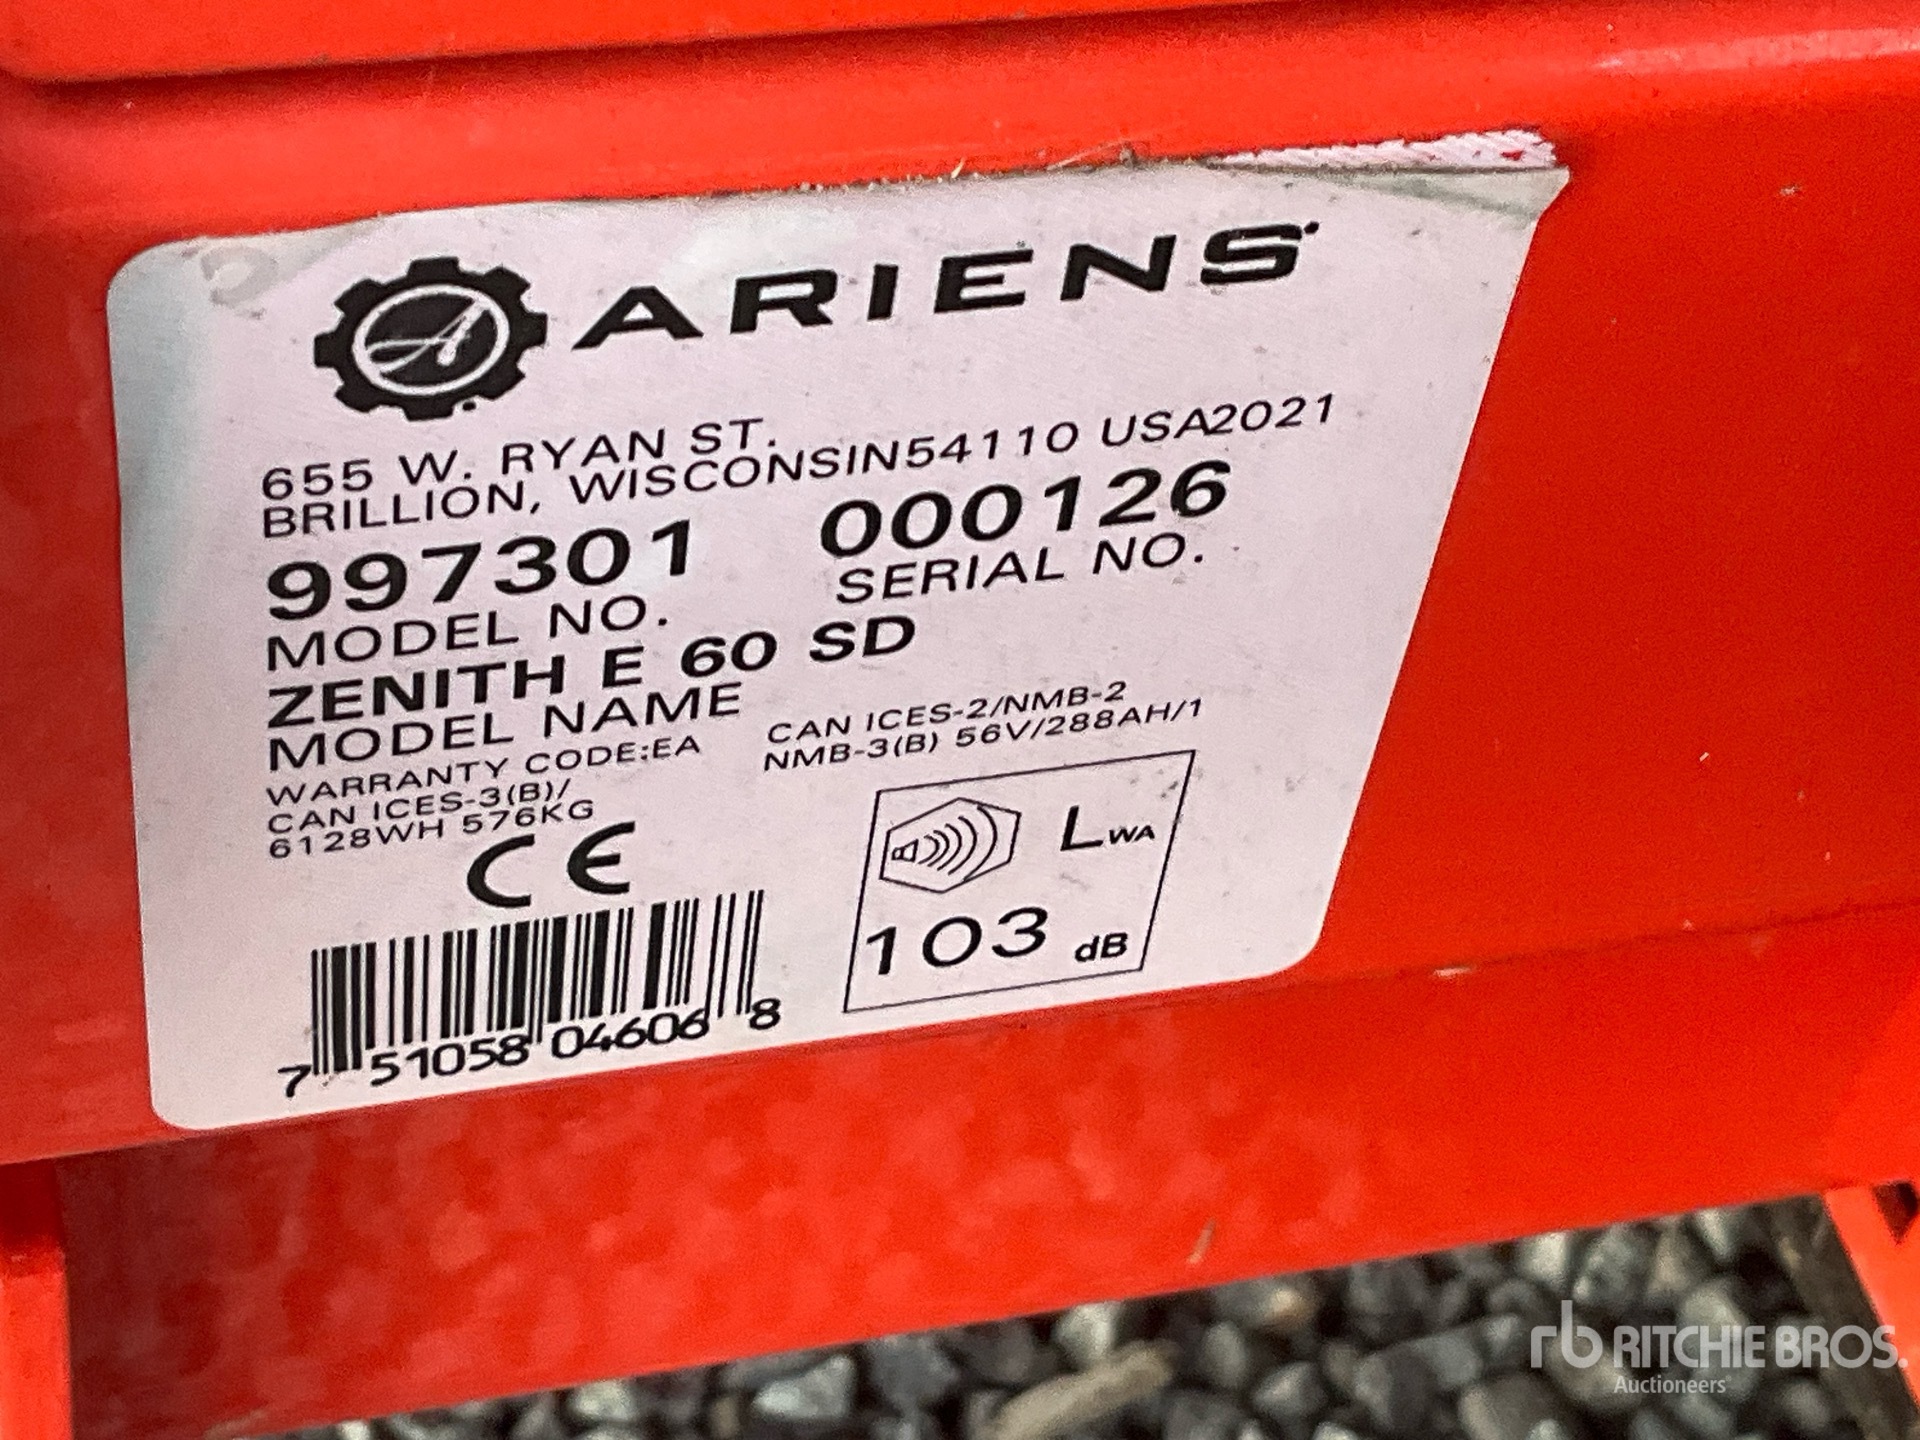 ARIENS
655 W. RYAN ST.
BRILLION, WISCONSIN54110 USA2021
997301 000126
MODEL NO. SERIAL NO.
ZENITH E 60 SD
MODEL NAME
WARRANTY CODE:EA CAN ICES-2/NMB-2
CAN ICES-3(B)/ NMB-3(B) 56V/288AH/1
6128WH 576KG
CE
LWA
103 dB
7 51058 04606 8
rb RITCHIE BROS.
Auctioneers